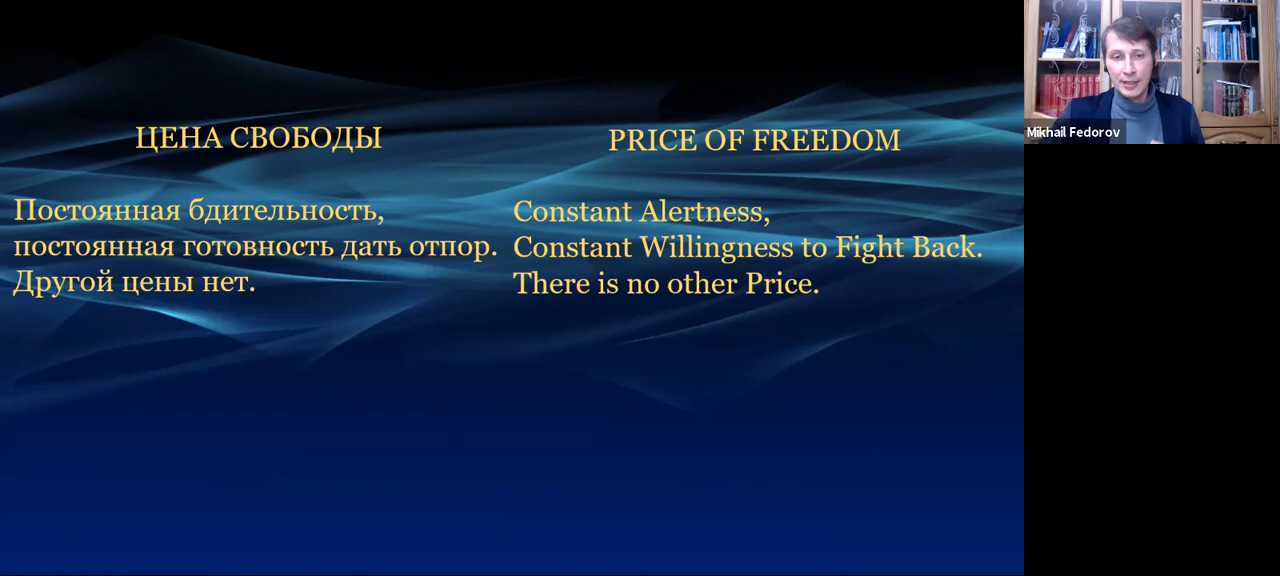 ЦЕНА СВОБОДЫ
Постоянная бдительность,
постоянная готовность дать отпор.
Другой цены нет.
PRICE OF FREEDOM
Constant Alertness,
Constant Willingness to Fight Back.
There is no other Price.
Mikhail Fedorov